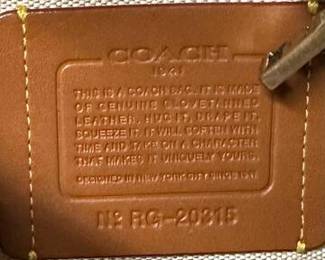 COACH
1941
THIS IS A COACH BAG. IT IS MADE
OF GENUINE GLOVETANNED
LEATHER. HUG IT, DRAPE IT,
SQUEEZE IT. IT WILL SOFTEN WITH
TIME AND TAKE ON A CHARACTER
THAT MAKES IT UNIQUELY YOURS.
DESIGNED IN NEW YORK CITY SINCE 1941
Nº RG-20315